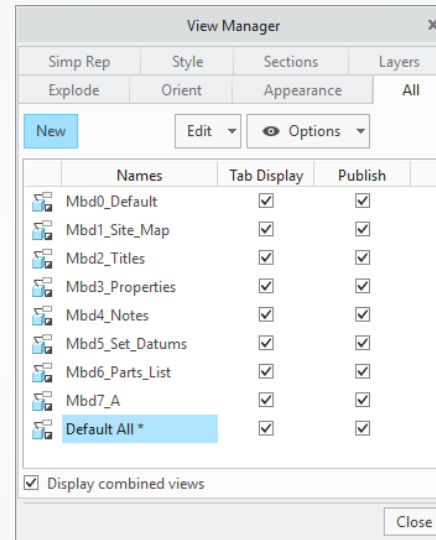 View Manager
Simp Rep Style Sections Layers
Explode Orient Appearance All
New Edit Options
Names Tab Display Publish
Mbd0_Default
Mbd1_Site_Map
Mbd2_Titles
Mbd3_Properties
Mbd4_Notes
Mbd5_Set_Datums
Mbd6_Parts_List
Mbd7_A
Default All *
Display combined views
Close